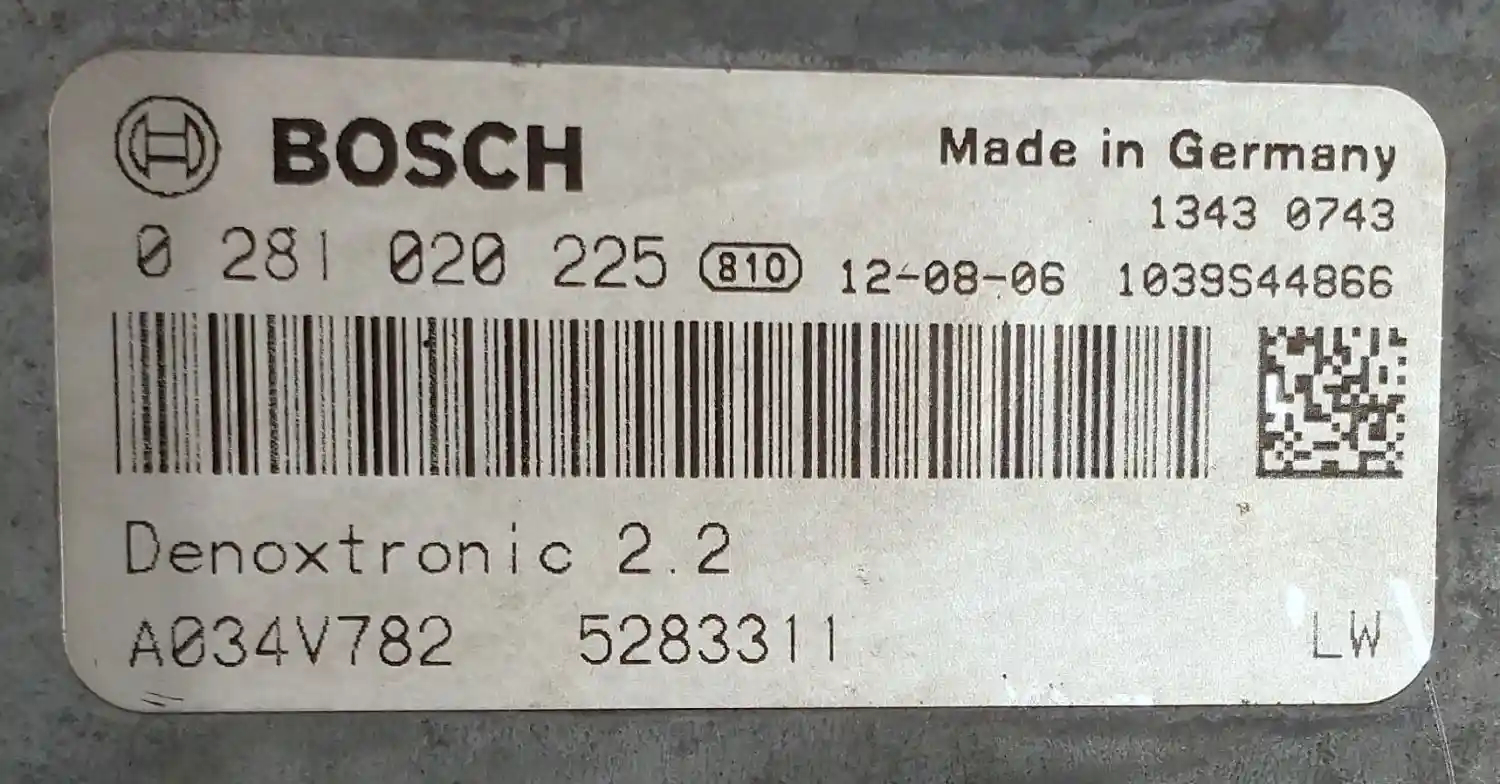 BOSCH
Made in Germany
1343 0743
0 281 020 225 810 12-08-06 1039S44866
Denoxtronic 2.2
A034V782 5283311
LW